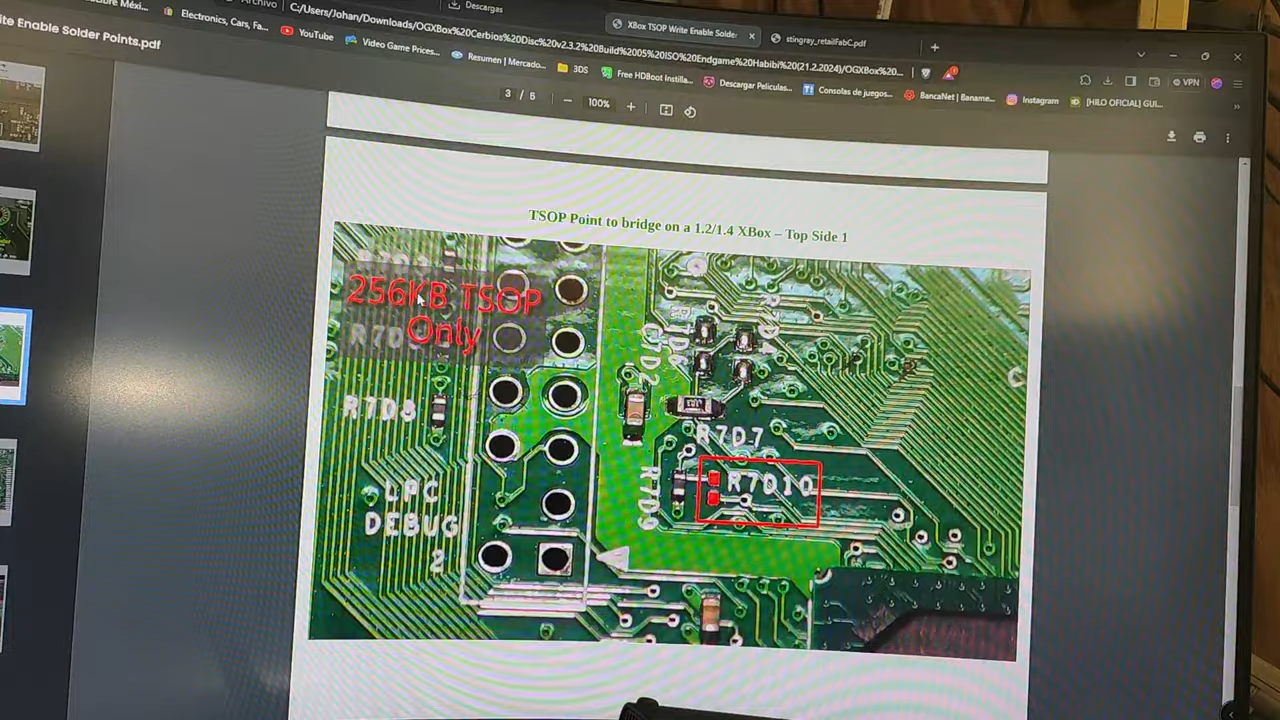 Archivo
Descargas
C:/Users/Johan/Downloads/OGXBox%20Cerbios%20Disc%20v2.3.2%20Build%2005%20ISO%20Endgame%20Habibi%20(21.2.2024)/OGXBox%20...
XBox TSOP Write Enable Solder
stingray_retailFabC.pdf
Electronics, Cars, Fa...
YouTube
Video Game Prices...
Resumen | Mercado...
3DS
Free HDBoot Instilla...
Descargar Peliculas...
Consolas de juegos...
BancaNet | Baname...
Instagram
[HILO OFICIAL] GUI...
VPN
ite Enable Solder Points.pdf
3 / 5
100%
TSOP Point to bridge on a 1.2/1.4 XBox – Top Side 1
256KB TSOP
Only
R7D8
R7D7
R7D9
R7D10
LPC
DEBUG
2